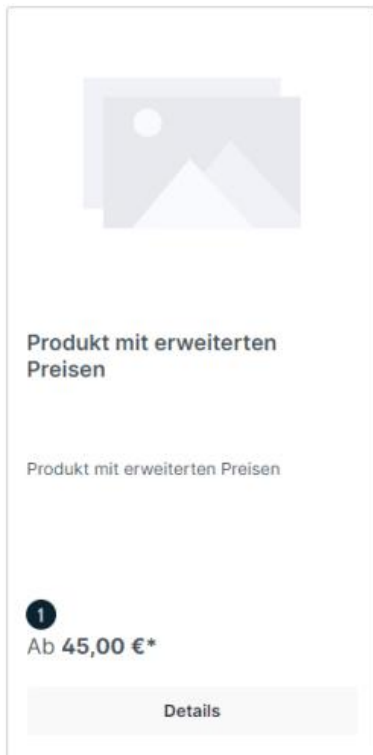 Produkt mit erweiterten
Preisen
Produkt mit erweiterten Preisen
1
Ab 45,00 €*
Details